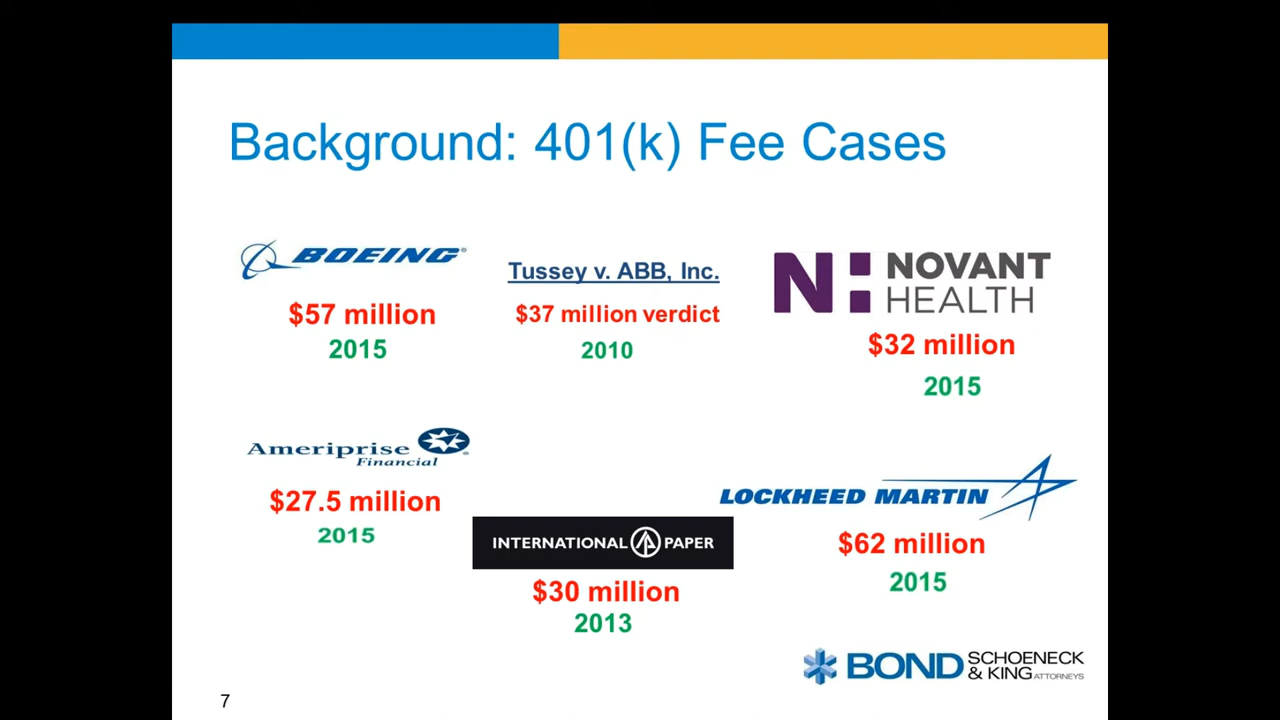 Background: 401(k) Fee Cases
BOEING®
$57 million
2015
Tussey v. ABB, Inc.
$37 million verdict
2010
NOVANT
HEALTH
$32 million
2015
Ameriprise
Financial
$27.5 million
2015
INTERNATIONAL PAPER
$30 million
2013
LOCKHEED MARTIN
$62 million
2015
BOND SCHOENECK
& KING ATTORNEYS
7